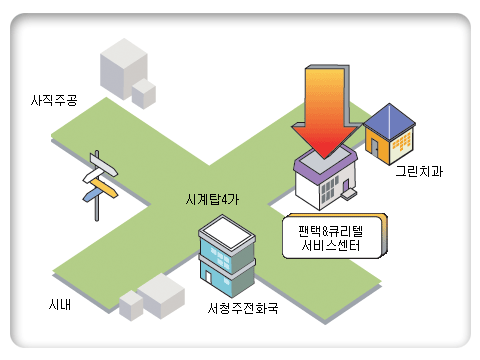 사직주공
그린치과
시계탑4가
팬택&큐리텔
서비스센터
시내
서청주전화국